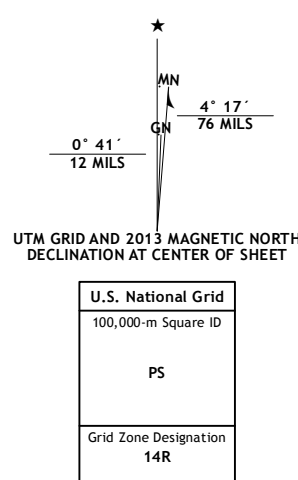 ★
MN
4° 17´
76 MILS
GN
0° 41´
12 MILS
UTM GRID AND 2013 MAGNETIC NORTH
DECLINATION AT CENTER OF SHEET
U.S. National Grid
100,000-m Square ID
PS
Grid Zone Designation
14R